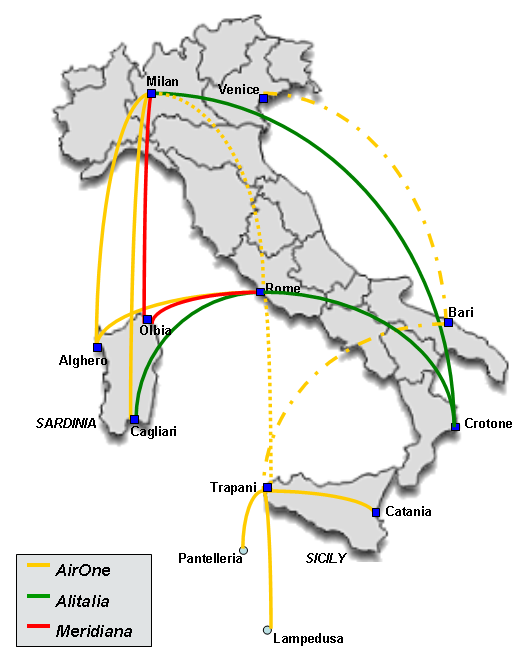 Milan
Venice
Rome
Bari
Olbia
Alghero
SARDINIA
Cagliari
Crotone
Trapani
Catania
Pantelleria
SICILY
AirOne
Alitalia
Meridiana
Lampedusa